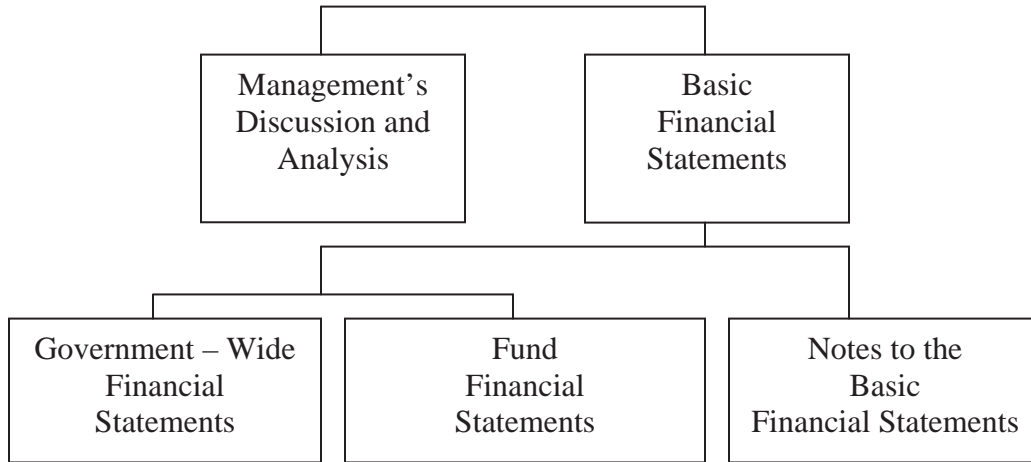 Management’s
Discussion and
Analysis
Basic
Financial
Statements
Government – Wide
Financial
Statements
Fund
Financial
Statements
Notes to the
Basic
Financial Statements